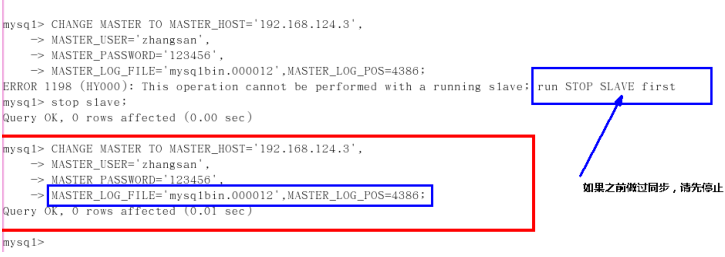 mysql> CHANGE MASTER TO MASTER_HOST='192.168.124.3',
-> MASTER_USER='zhangsan',
-> MASTER_PASSWORD='123456',
-> MASTER_LOG_FILE='mysqlbin.000012',MASTER_LOG_POS=4386;
ERROR 1198 (HY000): This operation cannot be performed with a running slave; run STOP SLAVE first
mysql> stop slave;
Query OK, 0 rows affected (0.00 sec)
mysql> CHANGE MASTER TO MASTER_HOST='192.168.124.3',
-> MASTER_USER='zhangsan',
-> MASTER_PASSWORD='123456',
-> MASTER_LOG_FILE='mysqlbin.000012',MASTER_LOG_POS=4386;
Query OK, 0 rows affected (0.01 sec)
mysql>
如果之前做过同步，请先停止